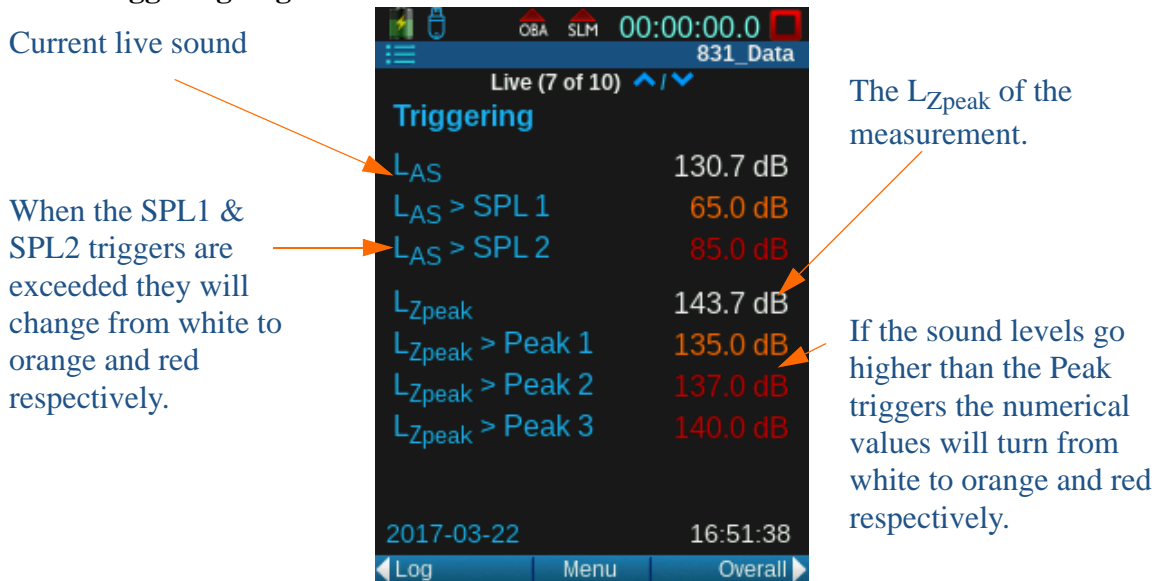 Current live sound
When the SPL1 &
SPL2 triggers are
exceeded they will
change from white to
orange and red
respectively.
OBA SLM 00:00:00.0
831_Data
Live (7 of 10) /
Triggering
LAS 130.7 dB
LAS > SPL 1 65.0 dB
LAS > SPL 2 85.0 dB
LZpeak 143.7 dB
LZpeak > Peak 1 135.0 dB
LZpeak > Peak 2 137.0 dB
LZpeak > Peak 3 140.0 dB
2017-03-22 16:51:38
Log Menu Overall
The LZpeak of the
measurement.
If the sound levels go
higher than the Peak
triggers the numerical
values will turn from
white to orange and red
respectively.